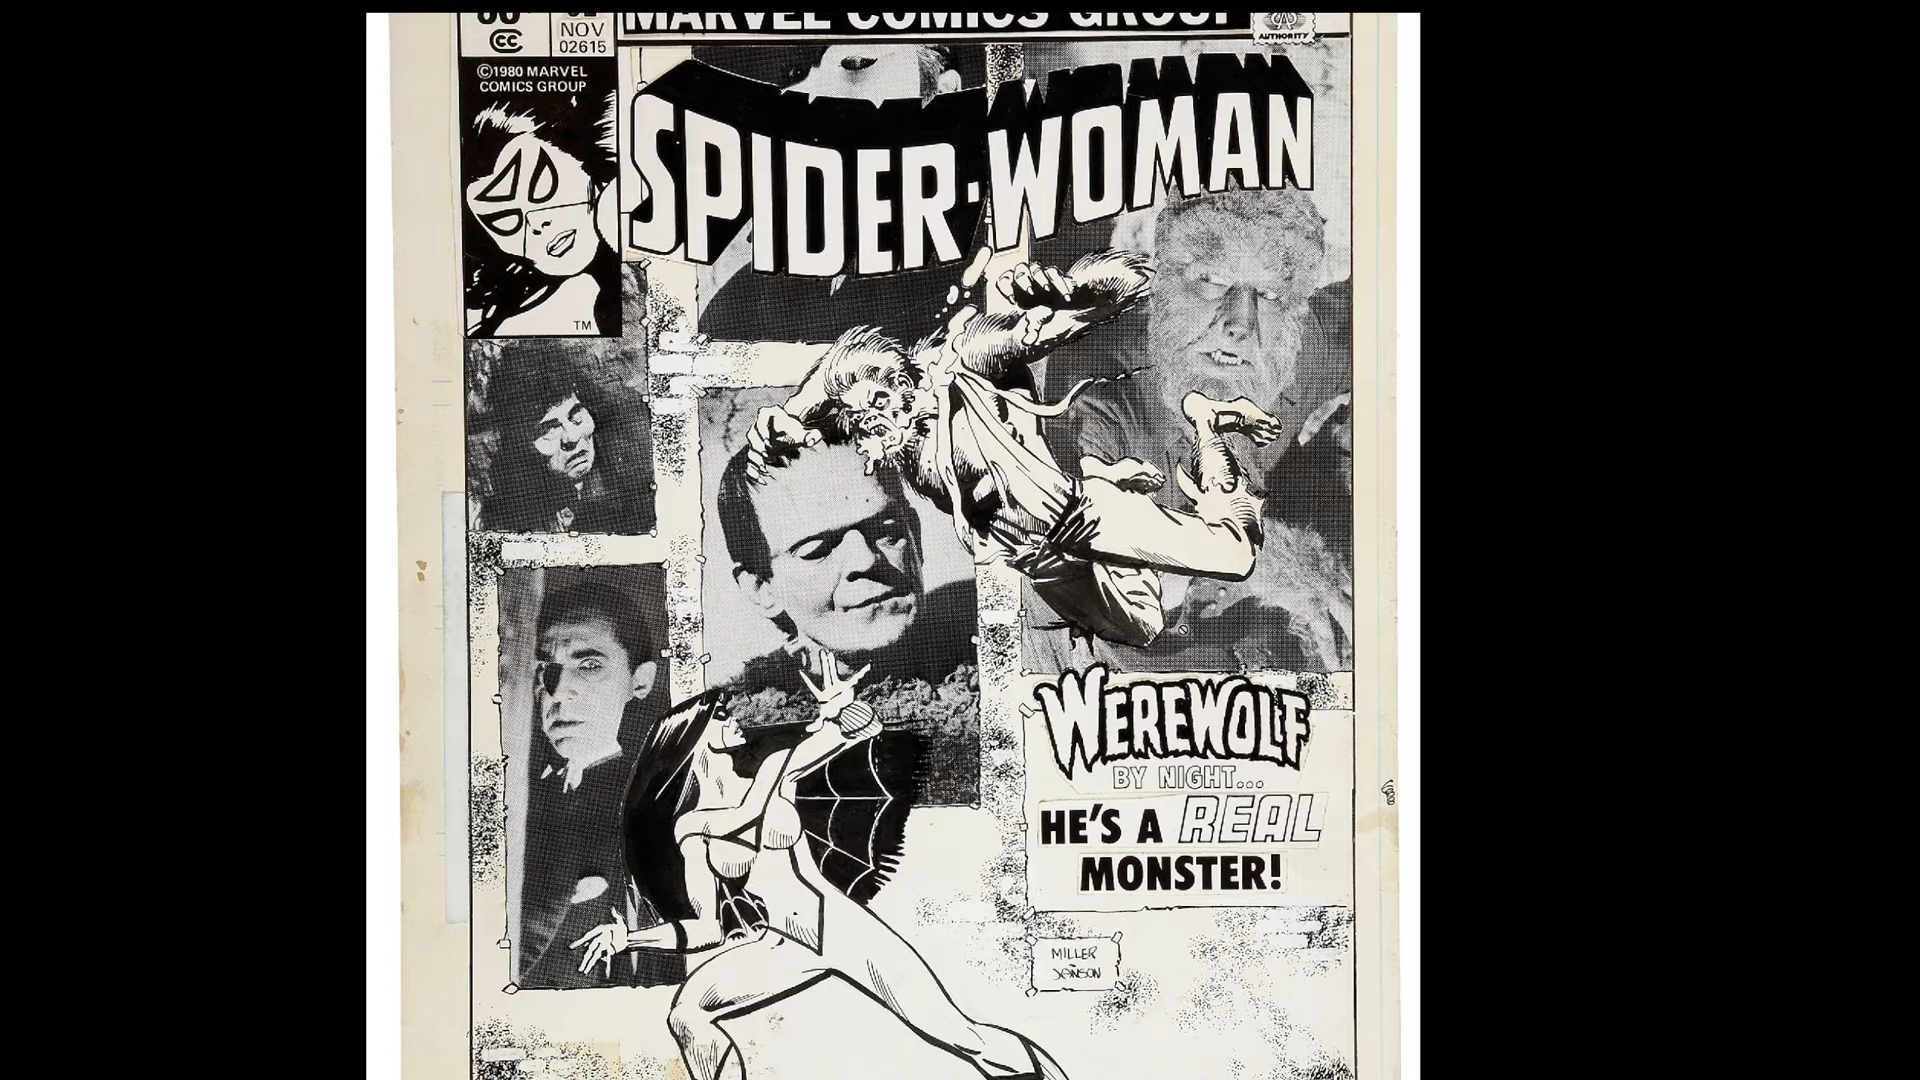 MARVEL COMICS GROUP
NOV
02615
CC
AUTHORITY
©1980 MARVEL
COMICS GROUP
SPIDER-WOMAN
TM
WEREWOLF
BY NIGHT...
HE'S A REAL
MONSTER!
MILLER
JANSON